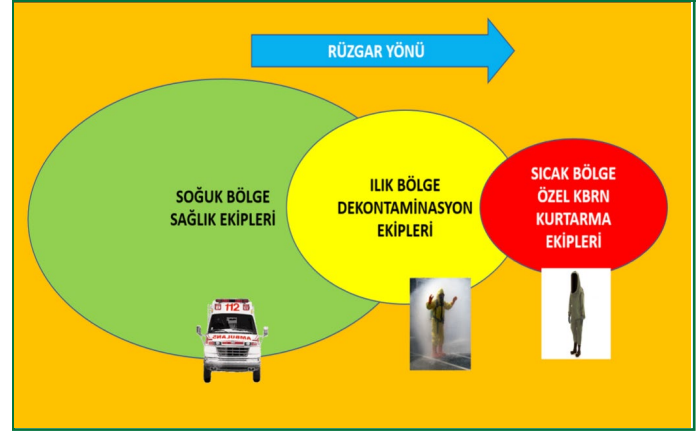 RÜZGAR YÖNÜ
SOĞUK BÖLGE
SAĞLIK EKİPLERİ
ILIK BÖLGE
DEKONTAMİNASYON
EKİPLERİ
SICAK BÖLGE
ÖZEL KBRN
KURTARMA
EKİPLERİ
112